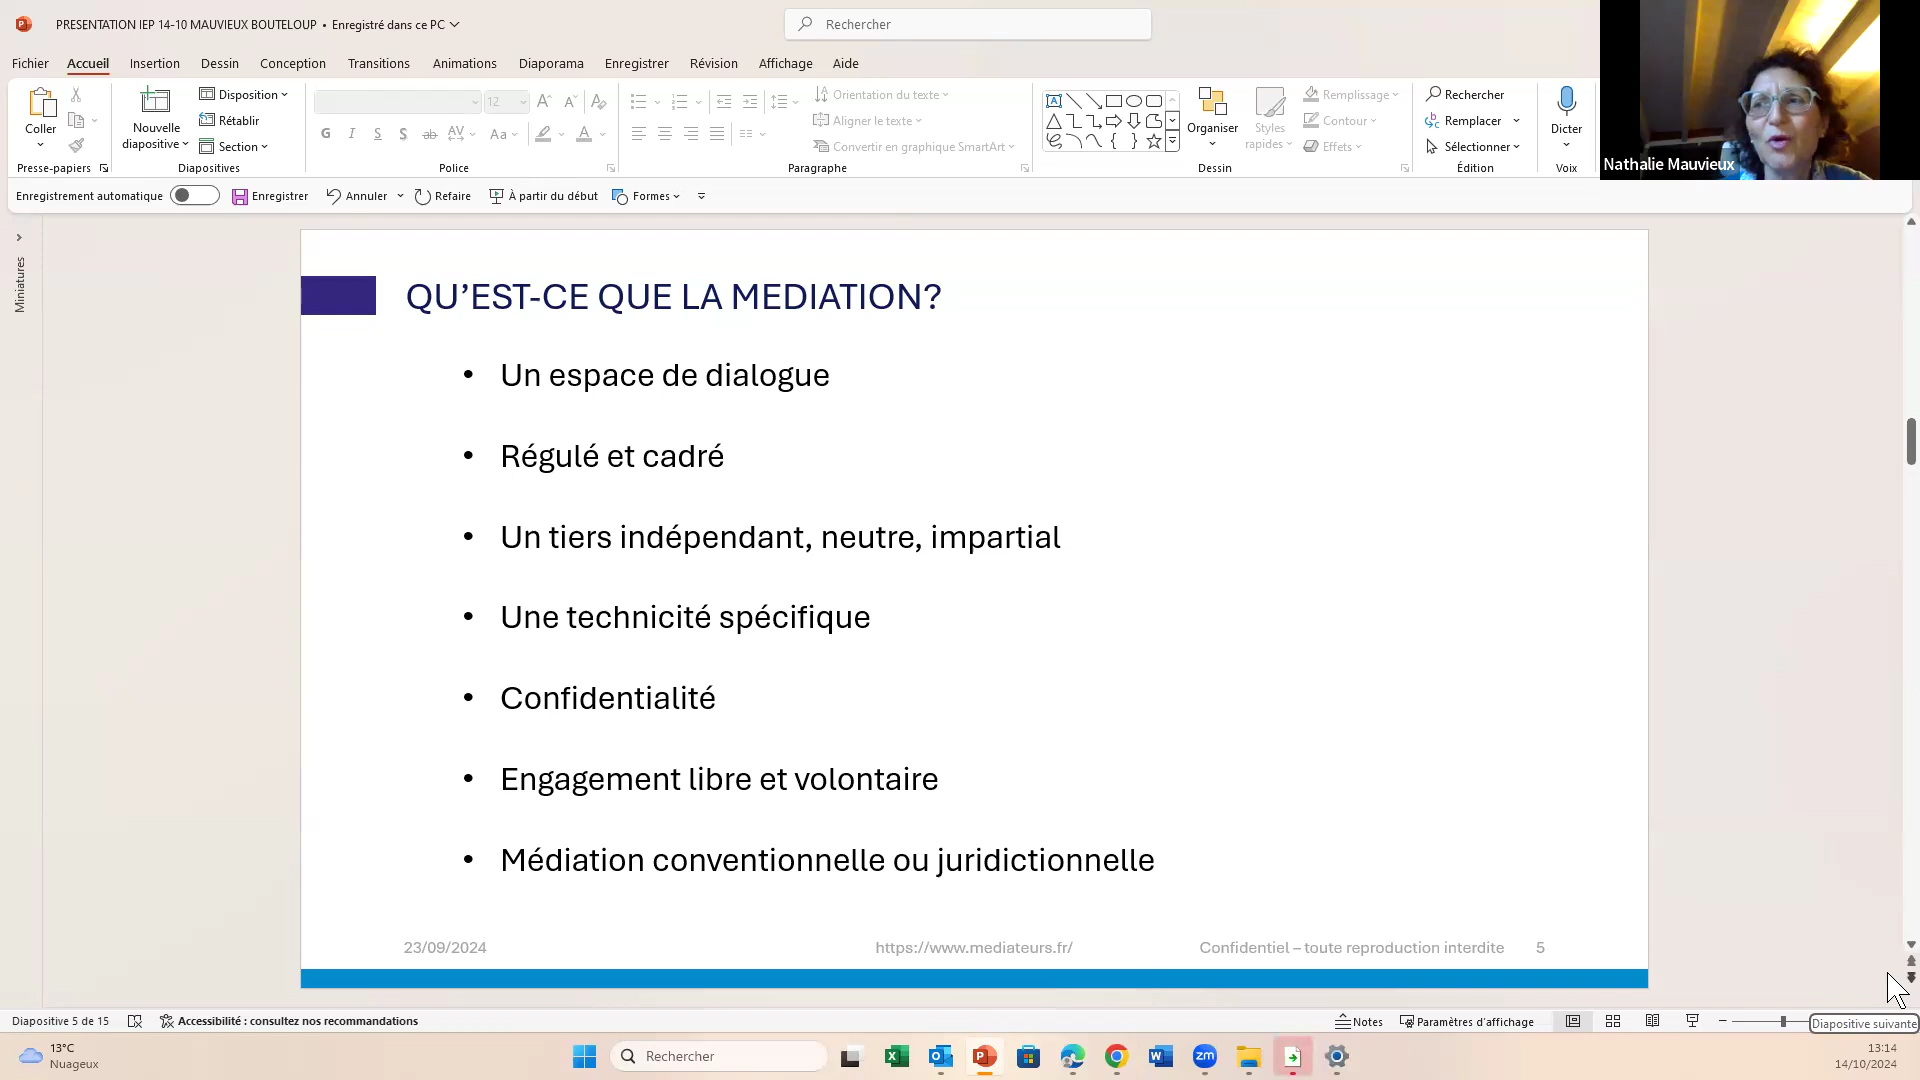 PRESENTATION IEP 14-10 MAUVIEUX BOUTELOUP • Enregistré dans ce PC
Rechercher
Fichier Accueil Insertion Dessin Conception Transitions Animations Diaporama Enregistrer Révision Affichage Aide
Coller
Presse-papiers
Nouvelle
diapositive
Disposition
Rétablir
Section
Diapositives
12
G I S S ab AV Aa A
Police
Orientation du texte
Aligner le texte
Convertir en graphique SmartArt
Paragraphe
Organiser
Styles
rapides
Remplissage
Contour
Effets
Dessin
Rechercher
Remplacer
Sélectionner
Édition
Dicter
Voix
Nathalie Mauvieux
Enregistrement automatique Enregistrer Annuler Refaire À partir du début Formes
Miniatures
QU’EST-CE QUE LA MEDIATION?
• Un espace de dialogue
• Régulé et cadré
• Un tiers indépendant, neutre, impartial
• Une technicité spécifique
• Confidentialité
• Engagement libre et volontaire
• Médiation conventionnelle ou juridictionnelle
23/09/2024 https://www.mediateurs.fr/ Confidentiel – toute reproduction interdite 5
Diapositive 5 de 15 Accessibilité : consultez nos recommandations Notes Paramètres d'affichage Diapositive suivante
13°C
Nuageux
Rechercher
zm
13:14
14/10/2024